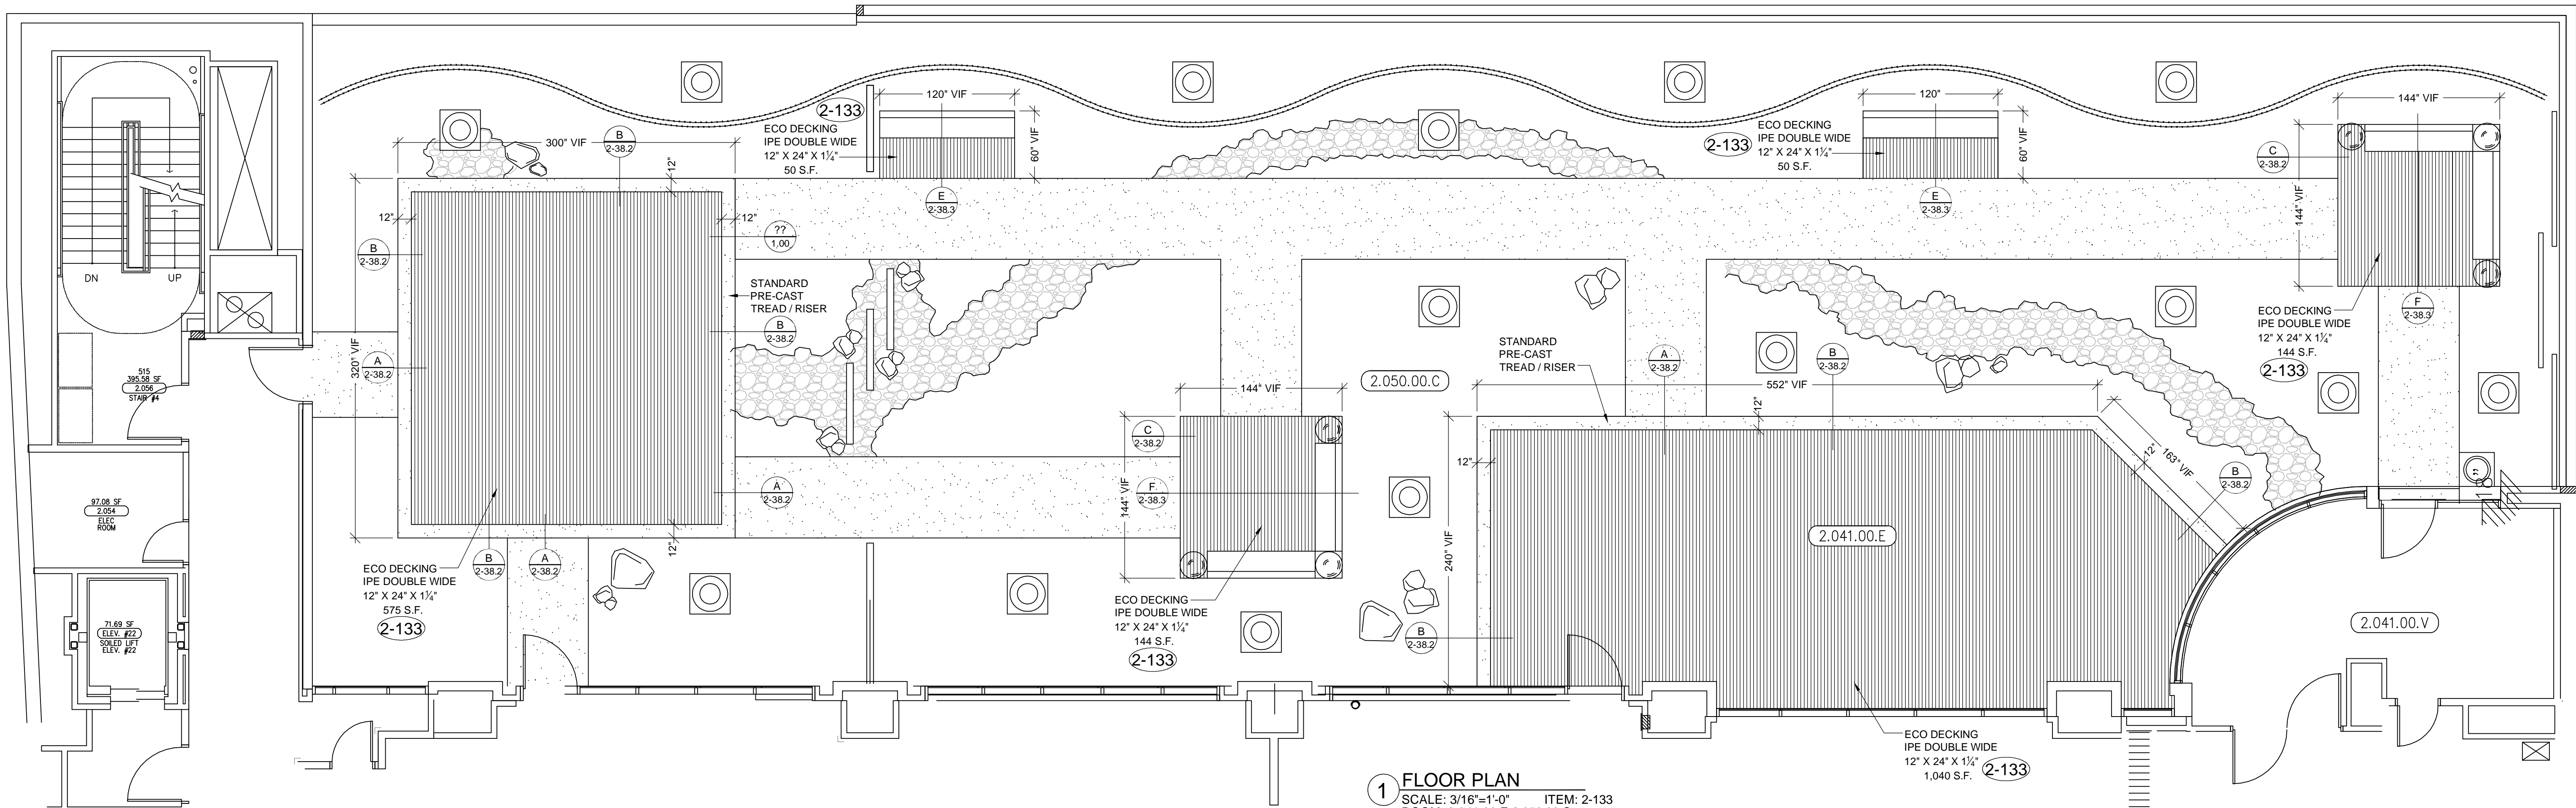 DN
UP
515
395.58 SF
2.056
STAIR #4
97.08 SF
2.054
ELEC
ROOM
71.69 SF
ELEV. #22
SOILED LIFT
ELEV. #22
300" VIF
B
2-38.2
12"
12"
12"
B
2-38.2
320" VIF
A
2-38.2
??
1,00
STANDARD
PRE-CAST
TREAD / RISER
B
2-38.2
A
2-38.2
12"
B
2-38.2
A
2-38.2
ECO DECKING
IPE DOUBLE WIDE
12" X 24" X 1¼"
575 S.F.
2-133
2-133
ECO DECKING
IPE DOUBLE WIDE
12" X 24" X 1¼"
50 S.F.
120" VIF
60" VIF
E
2-38.3
2-133
ECO DECKING
IPE DOUBLE WIDE
12" X 24" X 1¼"
50 S.F.
120"
60" VIF
E
2-38.3
144" VIF
144" VIF
C
2-38.2
F
2-38.3
ECO DECKING
IPE DOUBLE WIDE
12" X 24" X 1¼"
144 S.F.
2-133
2.050.00.C
144" VIF
C
2-38.2
144" VIF
F
2-38.3
ECO DECKING
IPE DOUBLE WIDE
12" X 24" X 1¼"
144 S.F.
2-133
STANDARD
PRE-CAST
TREAD / RISER
A
2-38.2
B
2-38.2
552" VIF
12"
12"
240" VIF
B
2-38.2
163" VIF
12"
B
2-38.2
2.041.00.E
2.041.00.V
ECO DECKING
IPE DOUBLE WIDE
12" X 24" X 1¼"
1,040 S.F.
2-133
1
FLOOR PLAN
SCALE: 3/16"=1'-0" ITEM: 2-133